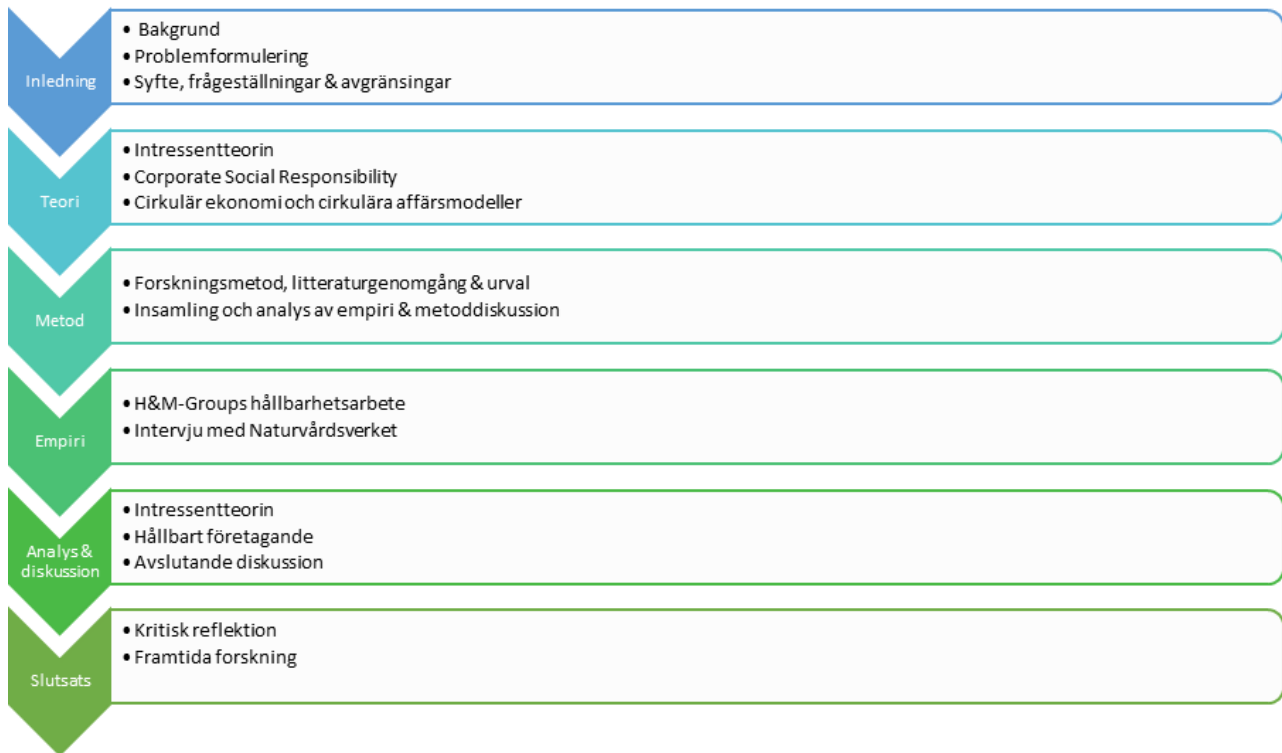 Inledning
• Bakgrund
• Problemformulering
• Syfte, frågeställningar & avgränsingar
Teori
• Intressentteorin
• Corporate Social Responsibility
• Cirkulär ekonomi och cirkulära affärsmodeller
Metod
• Forskningsmetod, litteraturgenomgång & urval
• Insamling och analys av empiri & metoddiskussion
Empiri
• H&M-Groups hållbarhetsarbete
• Intervju med Naturvårdsverket
Analys &
diskussion
• Intressentteorin
• Hållbart företagande
• Avslutande diskussion
Slutsats
• Kritisk reflektion
• Framtida forskning